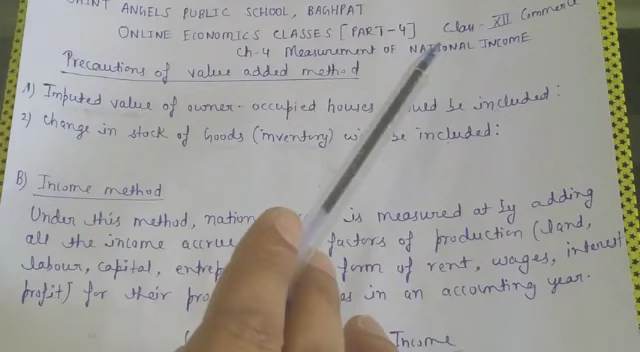 SAINT ANGELS PUBLIC SCHOOL, BAGHPAT
ONLINE ECONOMICS CLASSES [PART-4] Class-XII Commerce
Ch-4 Measurement OF NATIONAL INCOME
Precautions of value added method
1) Imputed value of owner-occupied houses be included:
2) Change in stock of Goods (inventory) be included:
B) Income method
Under this method, is measured at by adding
all the income factors of production (land,
labour, capital, form of rent, wages, interest
profit) for their in an accounting year.
Income